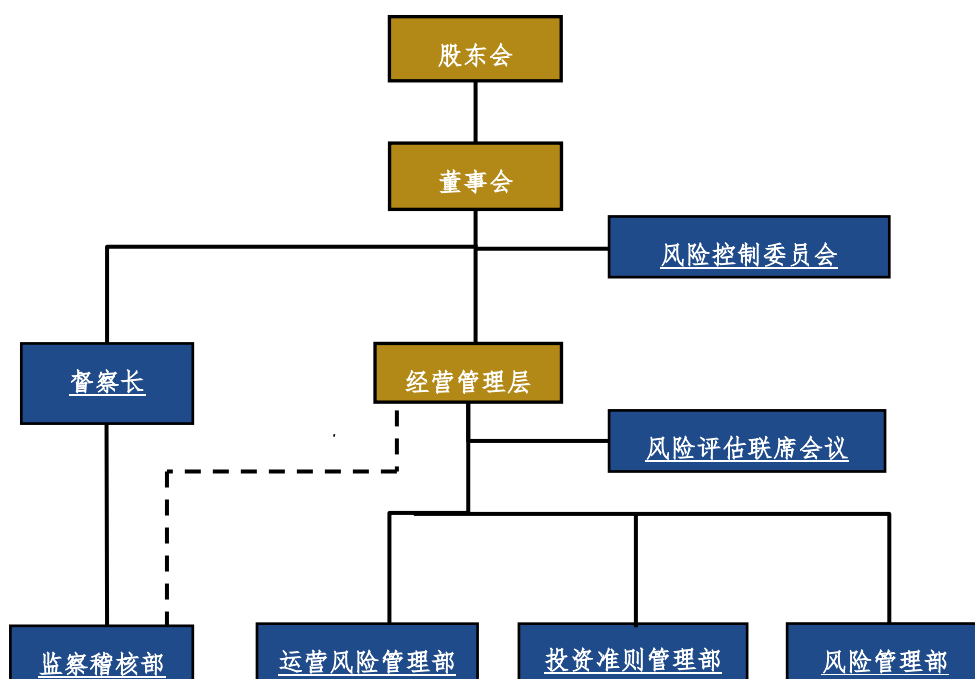 股东会
董事会
风险控制委员会
督察长
经营管理层
风险评估联席会议
监察稽核部
运营风险管理部
投资准则管理部
风险管理部